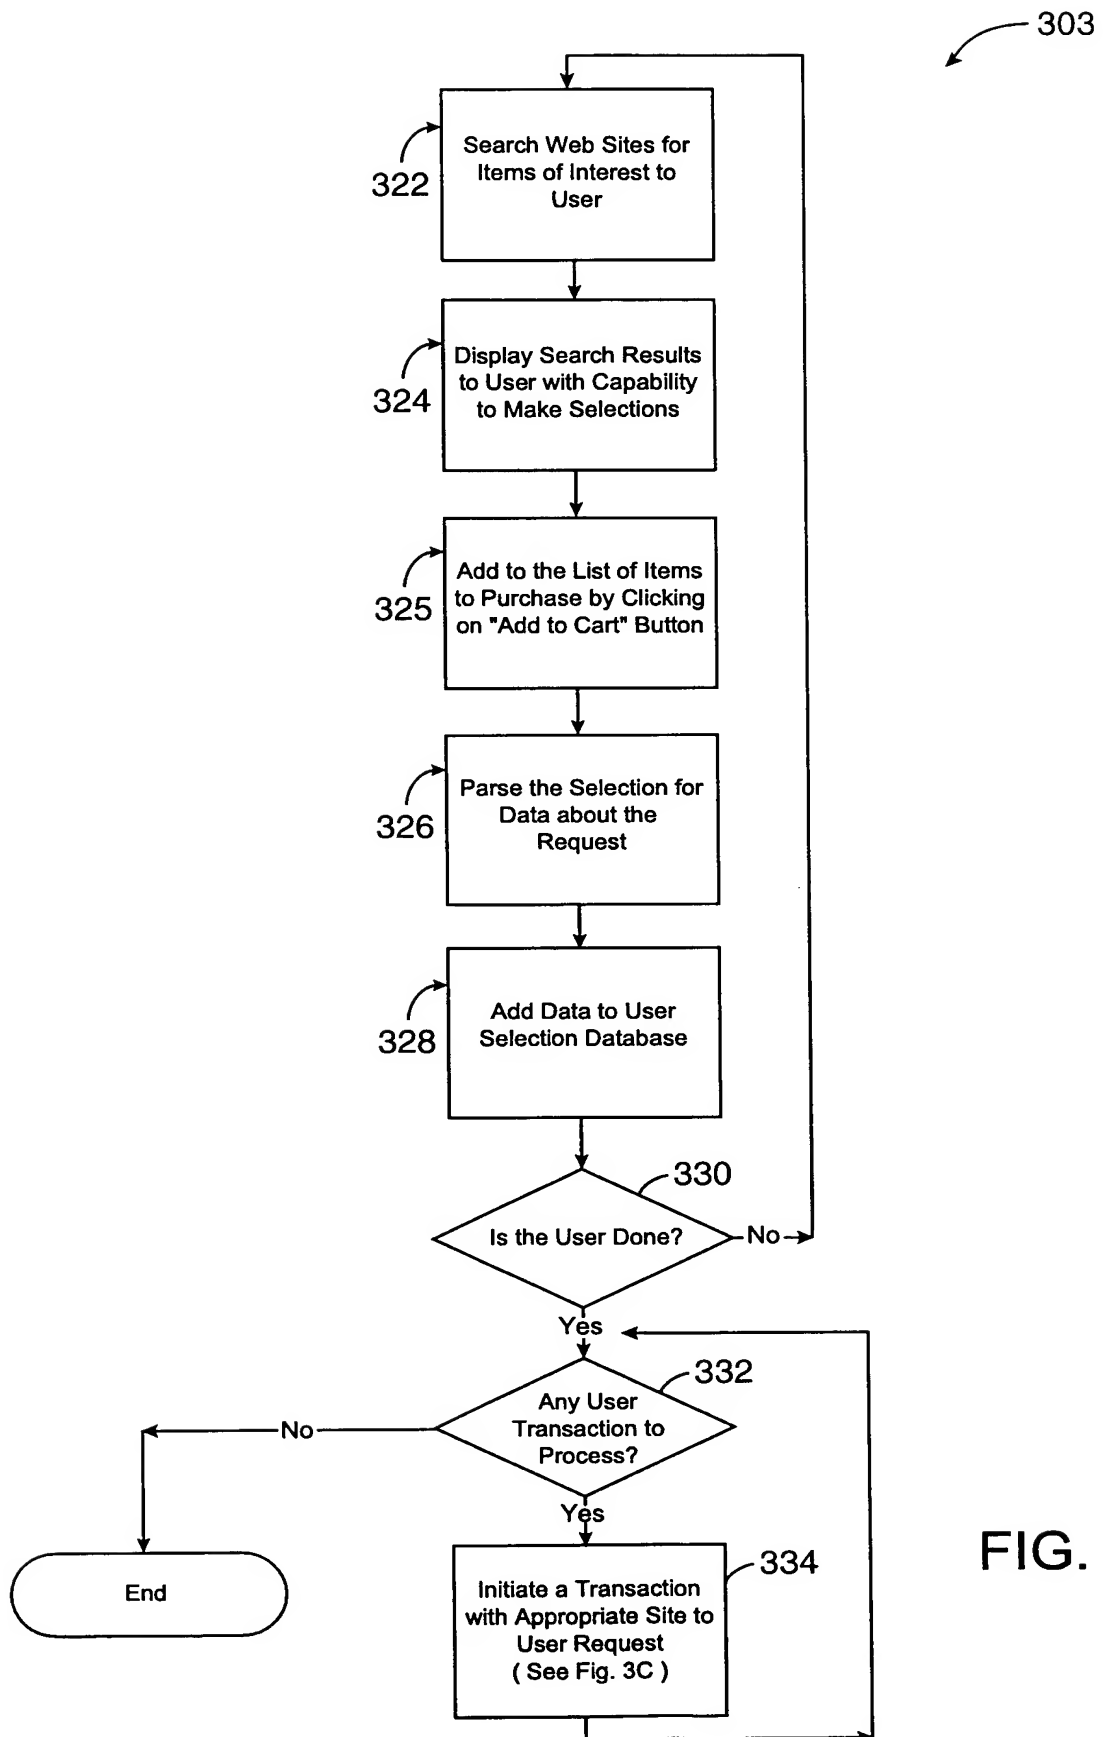 303
322
Search Web Sites for
Items of Interest to
User
324
Display Search Results
to User with Capability
to Make Selections
325
Add to the List of Items
to Purchase by Clicking
on "Add to Cart" Button
326
Parse the Selection for
Data about the
Request
328
Add Data to User
Selection Database
330
Is the User Done?
No
Yes
332
Any User
Transaction to
Process?
No
Yes
End
334
Initiate a Transaction
with Appropriate Site to
User Request
( See Fig. 3C )
FIG.